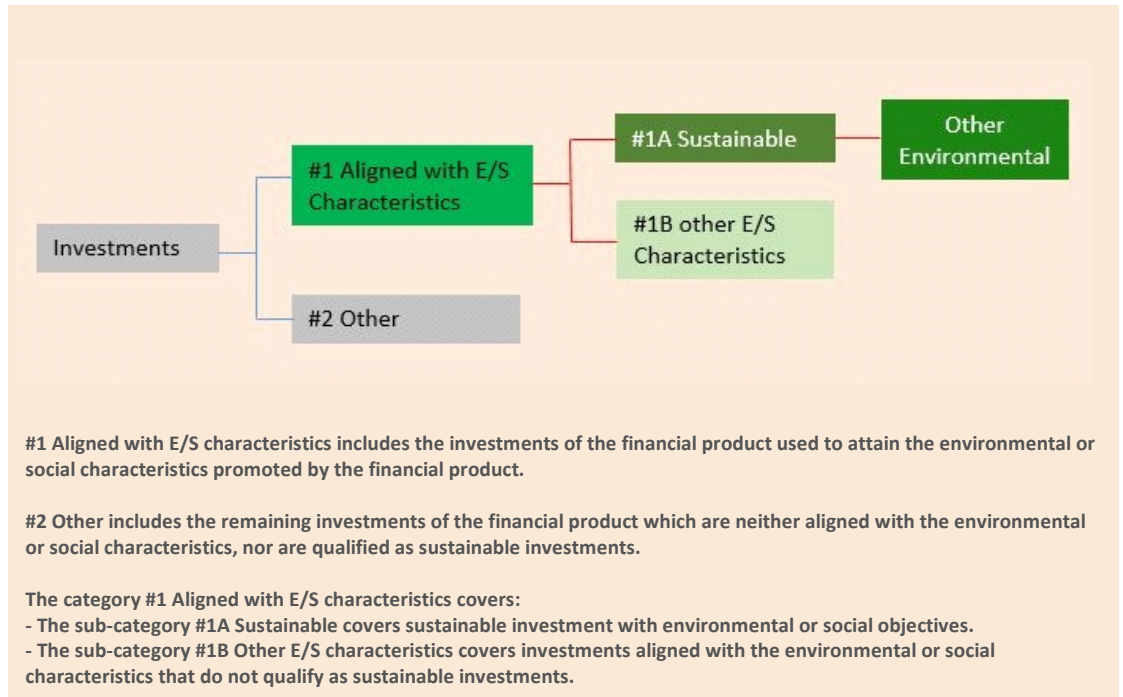 Other
Environmental
#1A Sustainable
#1 Aligned with E/S
Characteristics
#1B other E/S
Characteristics
Investments
#2 Other
#1 Aligned with E/S characteristics includes the investments of the financial product used to attain the environmental or
social characteristics promoted by the financial product.
#2 Other includes the remaining investments of the financial product which are neither aligned with the environmental
or social characteristics, nor are qualified as sustainable investments.
The category #1 Aligned with E/S characteristics covers:
- The sub-category #1A Sustainable covers sustainable investment with environmental or social objectives.
- The sub-category #1B Other E/S characteristics covers investments aligned with the environmental or social
characteristics that do not qualify as sustainable investments.